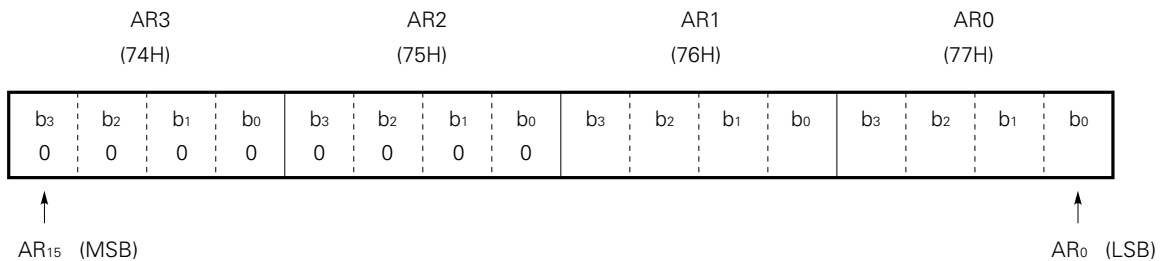 AR3 AR2 AR1 AR0
(74H) (75H) (76H) (77H)
b3 b2 b1 b0 b3 b2 b1 b0 b3 b2 b1 b0 b3 b2 b1 b0
0 0 0 0 0 0 0 0
AR15 (MSB) AR0 (LSB)